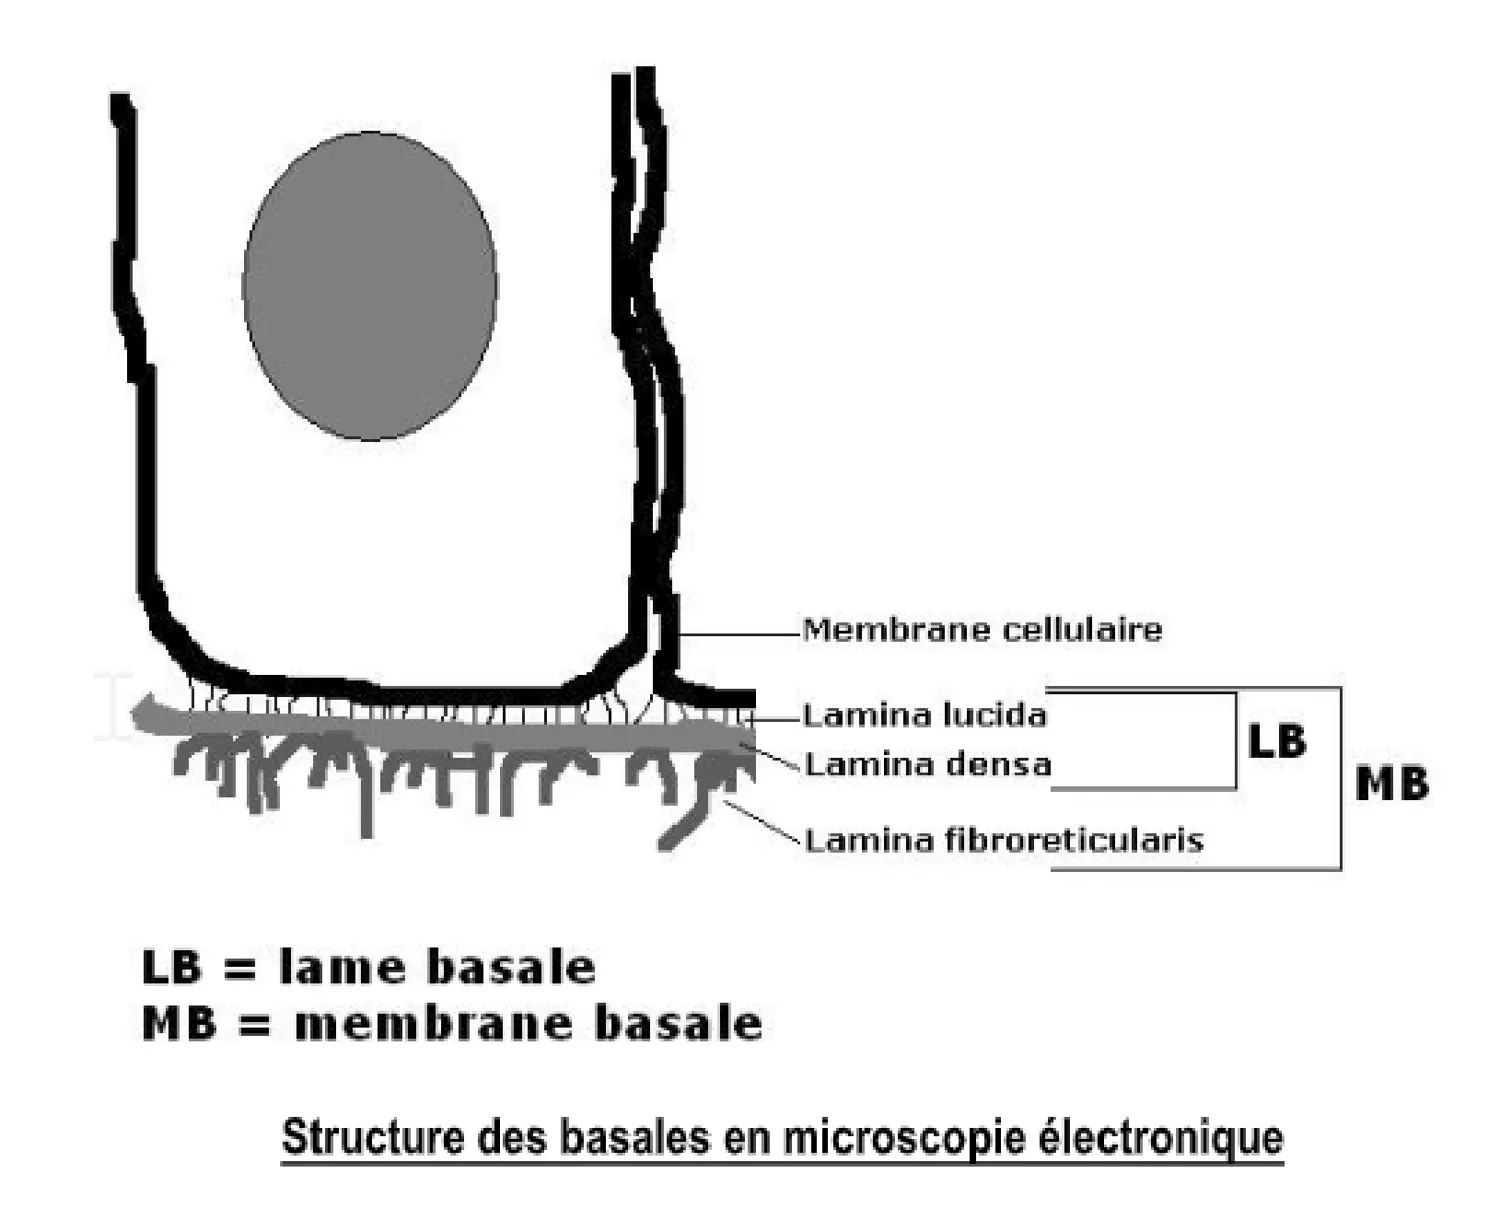 Membrane cellulaire
Lamina lucida
LB
Lamina densa
MB
Lamina fibroreticularis
LB = lame basale
MB = membrane basale
Structure des basales en microscopie électronique